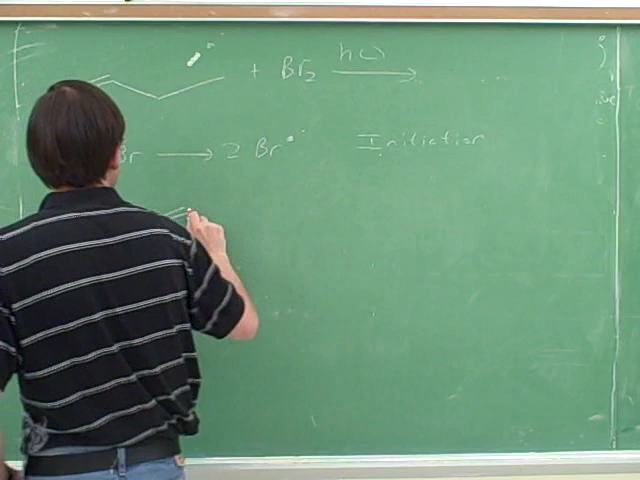 + Br₂ hν →
Br → 2 Br• Initiation